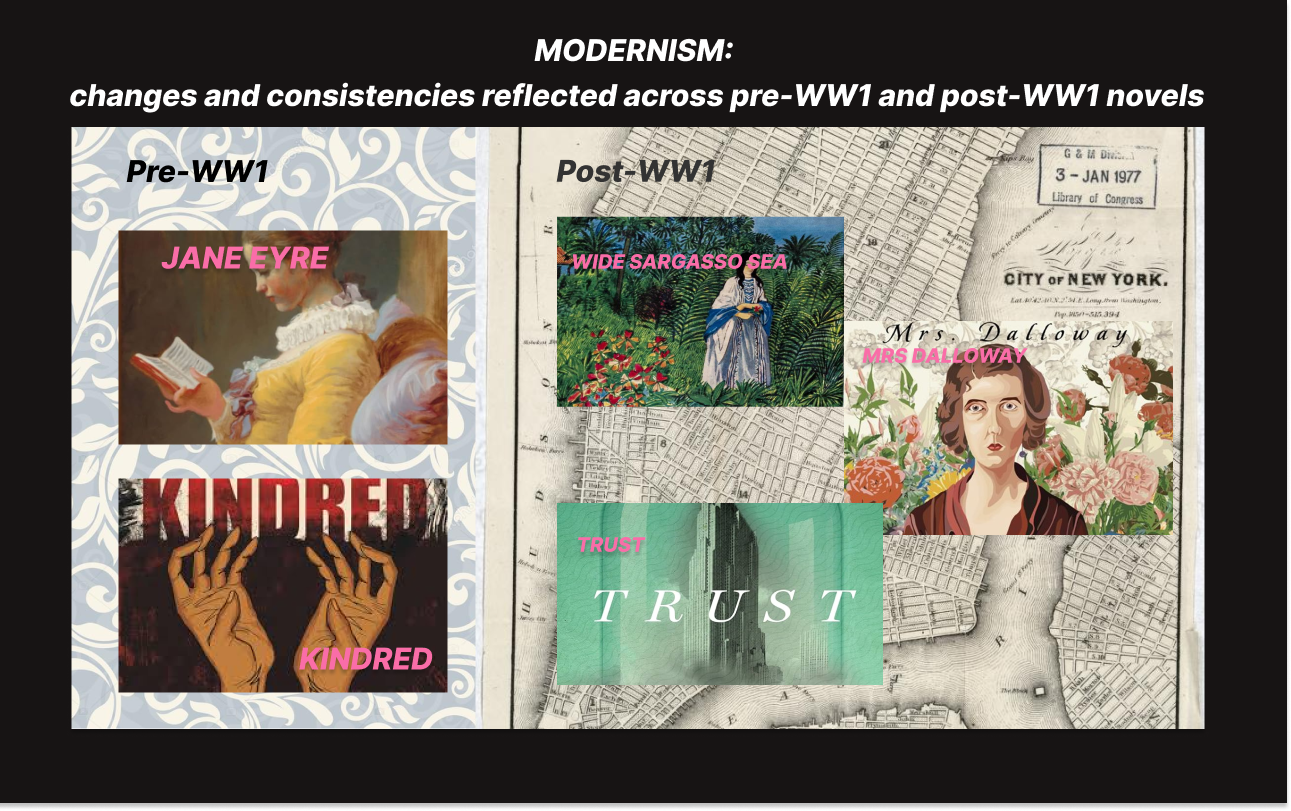 MODERNISM:
changes and consistencies reflected across pre-WW1 and post-WW1 novels
Pre-WW1
Post-WW1
JANE EYRE
KINDRED
KINDRED
WIDE SARGASSO SEA
G & M
3 - JAN 1977
Library of Congress
CITY OF NEW YORK.
Mrs. Dalloway
MRS DALLOWAY
TRUST
TRUST